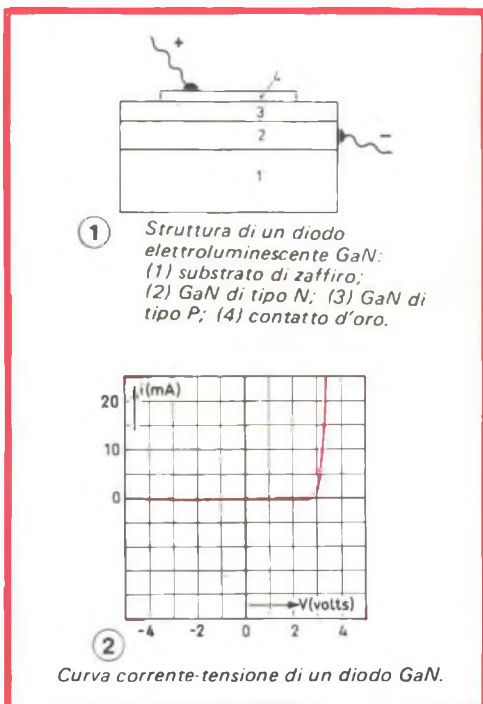 +
4
3
2
−
1
1
Struttura di un diodo
elettroluminescente GaN:
(1) substrato di zaffiro;
(2) GaN di tipo N; (3) GaN di
tipo P; (4) contatto d'oro.
i(mA)
20
10
0
V(volts)
-4 -2 0 2 4
2
Curva corrente-tensione di un diodo GaN.